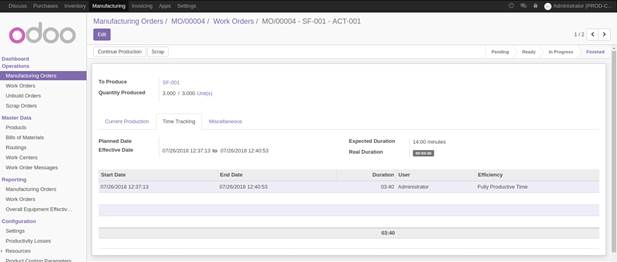 Discuss Purchases Inventory Manufacturing Invoicing Apps Settings Administrator (PROD-C...
odoo
Manufacturing Orders / MO/00004 / Work Orders / MO/00004 - SF-001 - ACT-001
Edit
1 / 2
Continue Production Scrap
Pending Ready In Progress Finished
Dashboard
Operations
Manufacturing Orders
Work Orders
Unbuild Orders
Scrap Orders
Master Data
Products
Bills of Materials
Routings
Work Centers
Work Order Messages
Reporting
Manufacturing Orders
Work Orders
Overall Equipment Effectiv...
Configuration
Settings
Productivity Losses
Resources
Product Config Parameters
To Produce SF-001
Quantity Produced 3.000 / 3.000 Unit(s)
Current Production Time Tracking Miscellaneous
Planned Date
Effective Date 07/26/2018 12:37:13 to 07/26/2018 12:40:53
Expected Duration 14:00 minutes
Real Duration
Start Date End Date Duration User Efficiency
07/26/2018 12:37:13 07/26/2018 12:40:53 03:40 Administrator Fully Productive Time
03:40